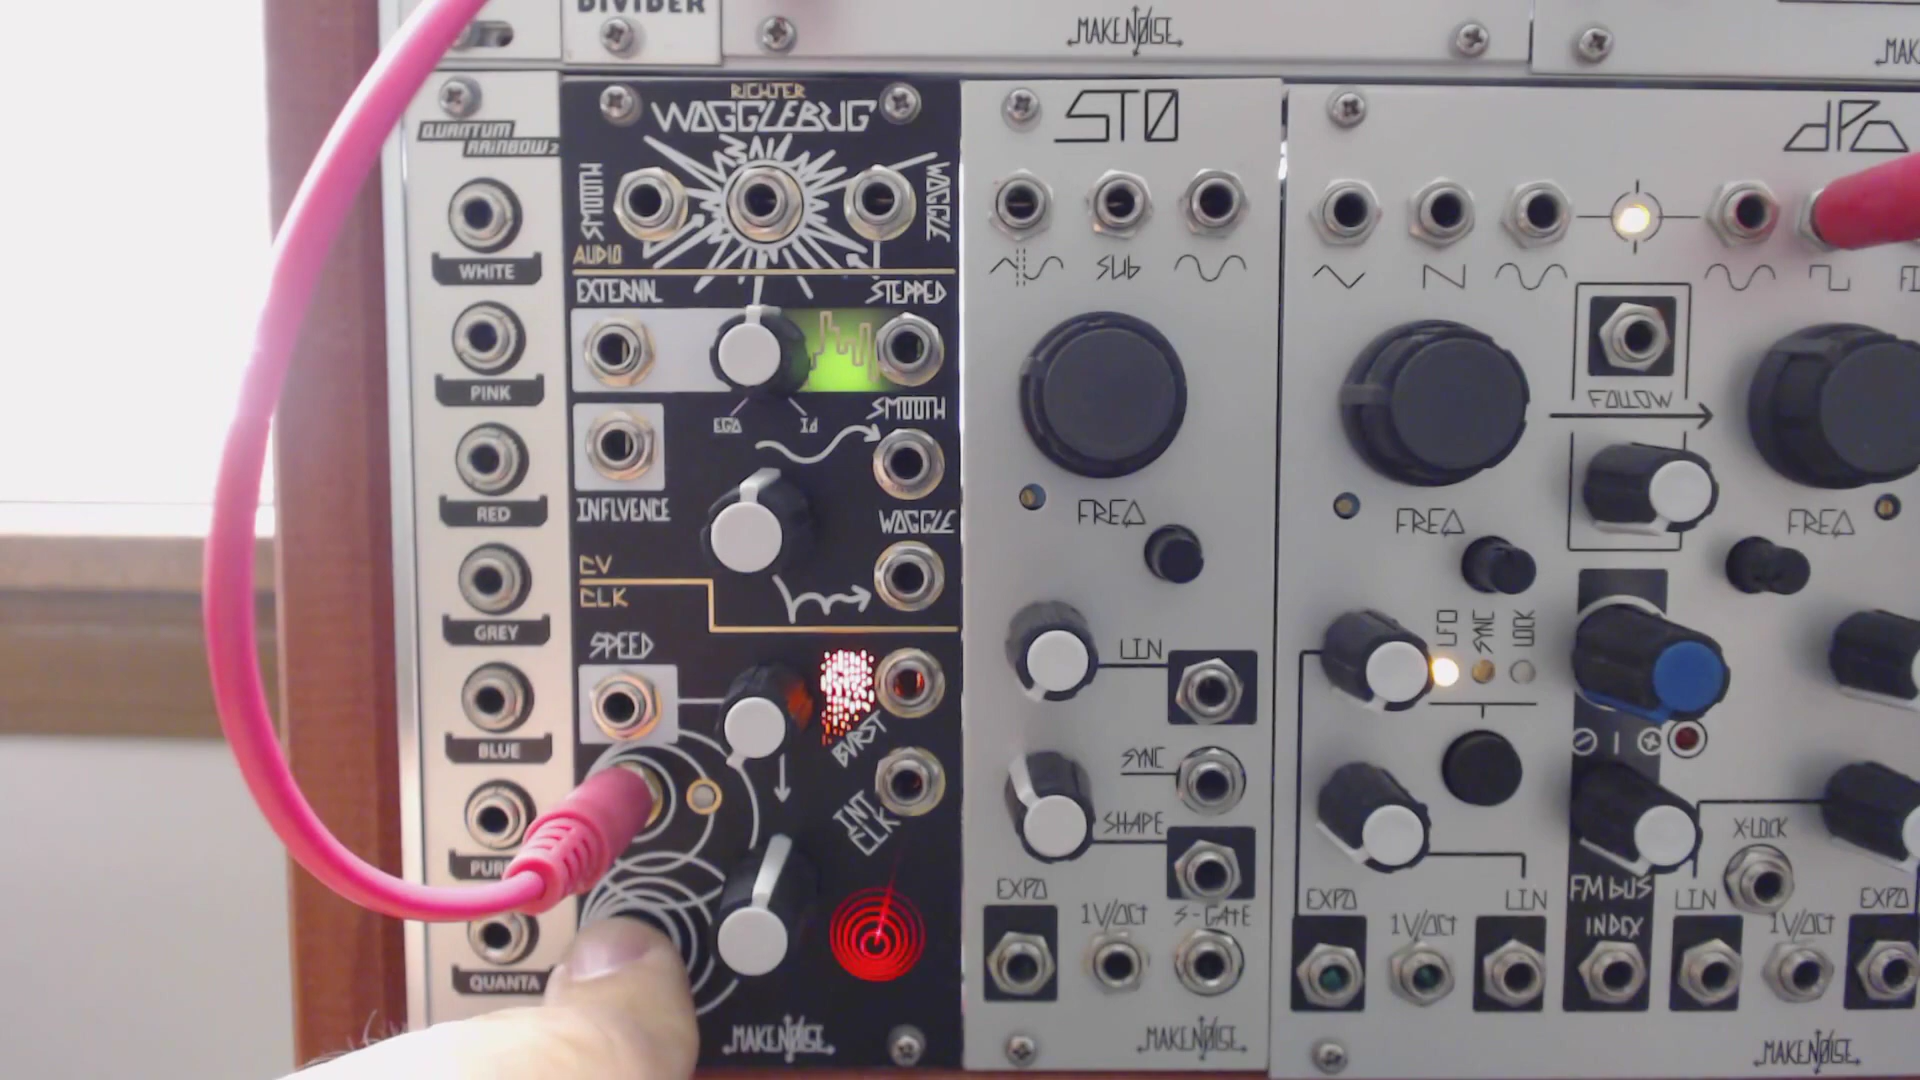 DIVIDER
MAKENOISE
MAK
QUANTUM
RAINBOW 2
WHITE
PINK
RED
GREY
BLUE
PUR
QUANTA
RICHTER
WOGGLEBUG
SMOOTH
WOGGLE
AUDIO
EXTERNAL
STEPPED
EGO
Id
SMOOTH
INFLUENCE
WOGGLE
CV
CLK
SPEED
BURST
INT
CLK
MAKENOISE
STO
SUB
FREQ
LIN
SYNC
SHAPE
EXPO
1V/Oct
S-GATE
MAKENOISE
dPO
FI
FOLLOW
FREQ
FREQ
LFO
SYNC
LOCK
X-LOCK
EXPO
1V/Oct
LIN
FM bus
INDEX
LIN
1V/Oct
EXPO
MAKENOISE